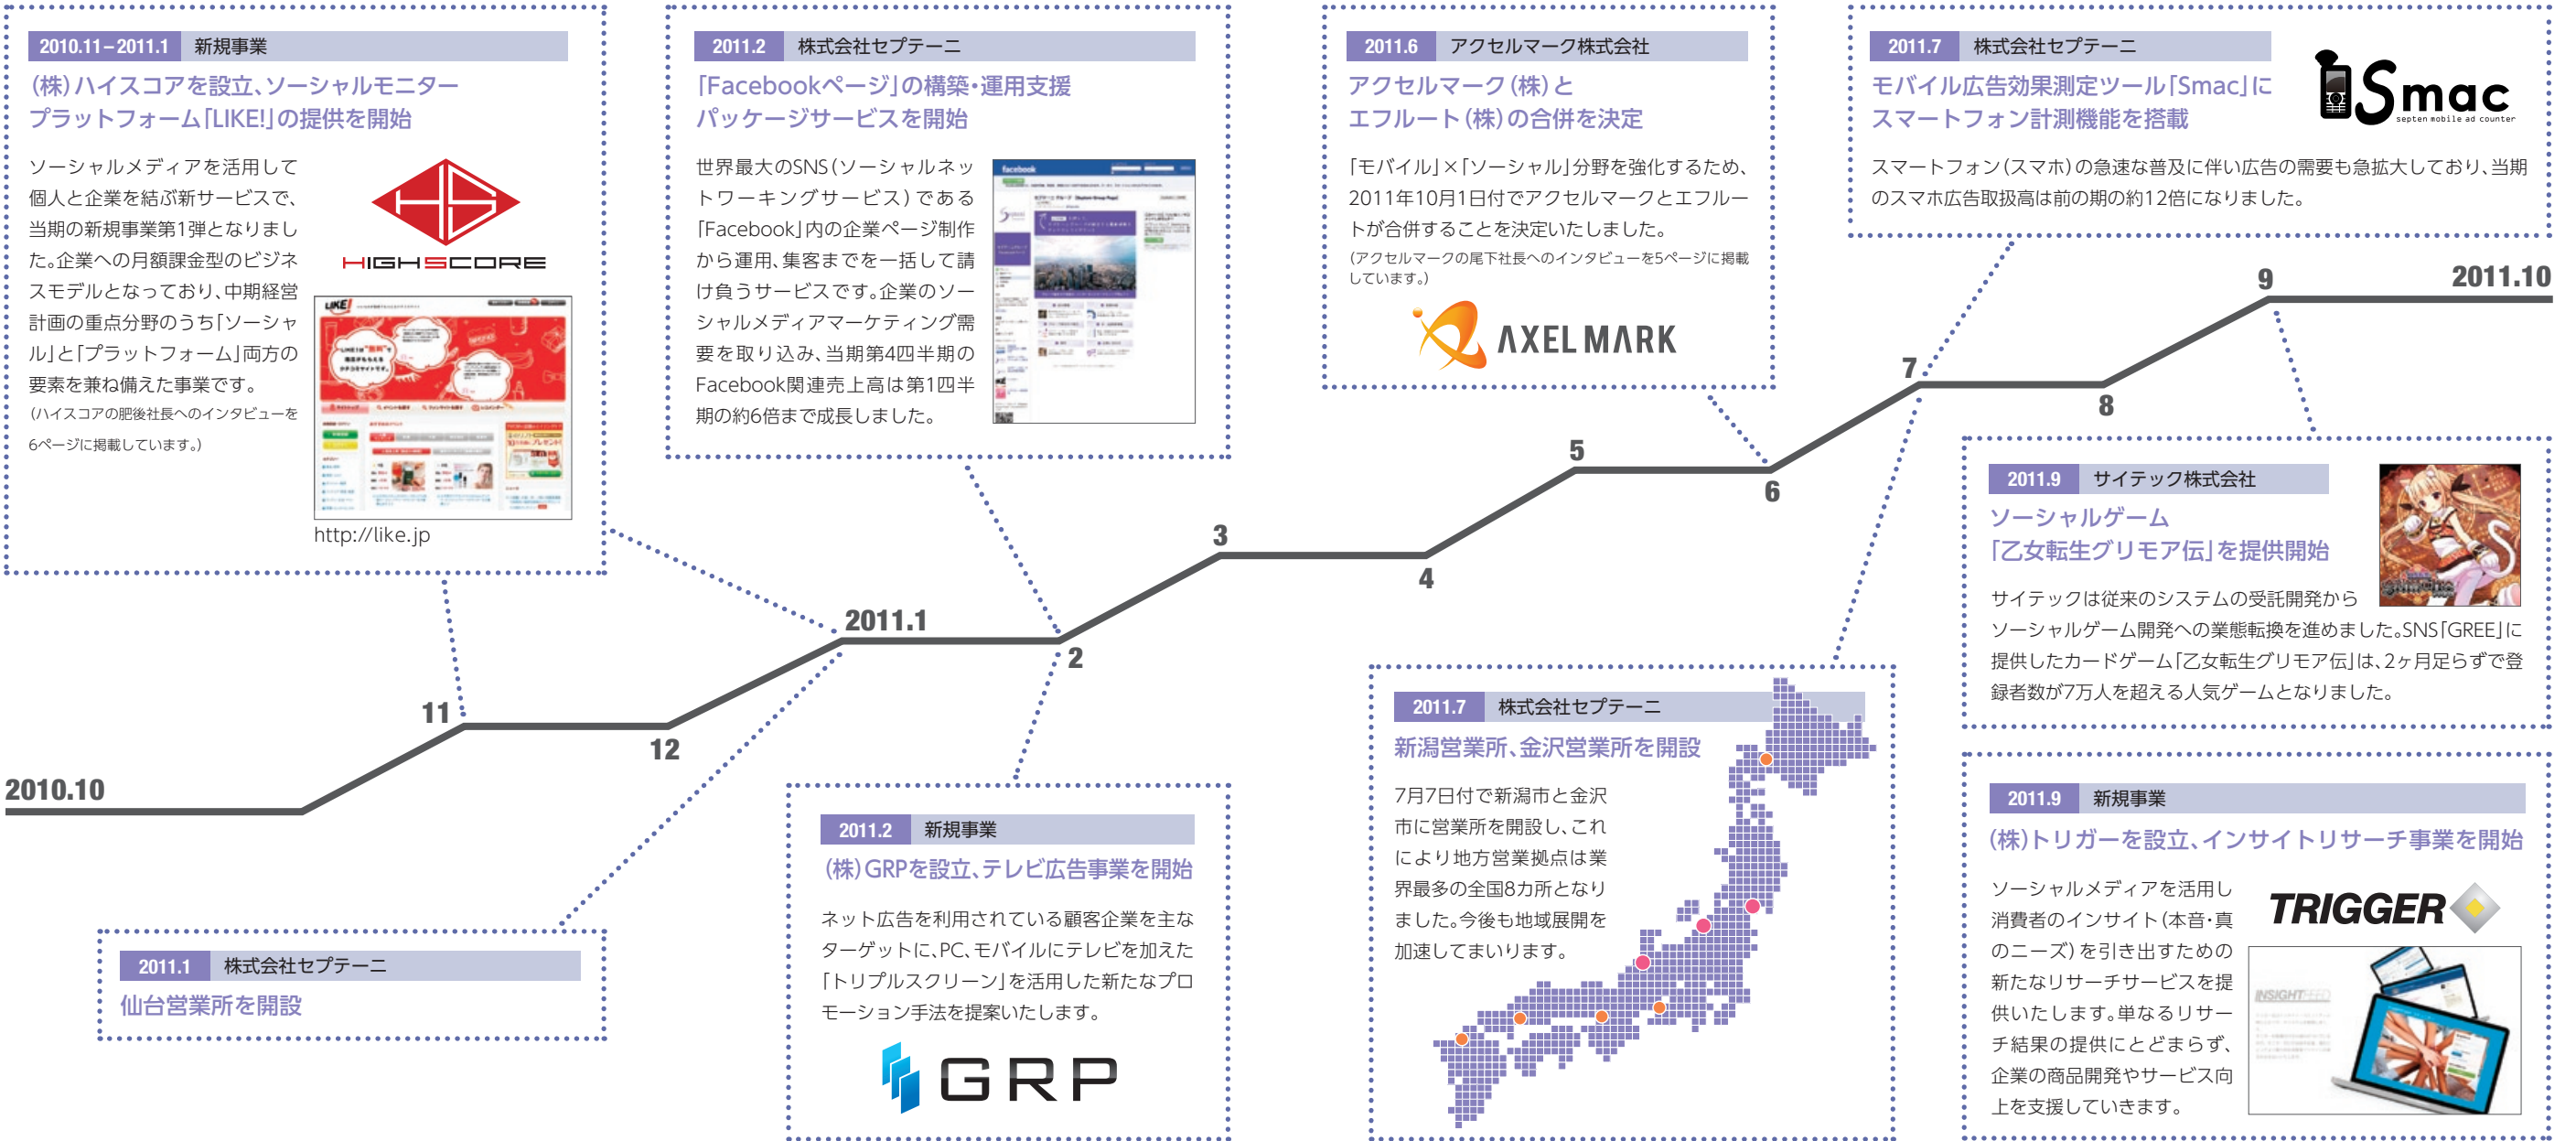 2010.11–2011.1 新規事業
(株)ハイスコアを設立、ソーシャルモニター
プラットフォーム「LIKE!」の提供を開始
ソーシャルメディアを活用して
個人と企業を結ぶ新サービスで、
当期の新規事業第1弾となりまし
た。企業への月額課金型のビジネ
スモデルとなっており、中期経営
計画の重点分野のうち「ソーシャ
ル」と「プラットフォーム」両方の
要素を兼ね備えた事業です。
(ハイスコアの肥後社長へのインタビューを
6ページに掲載しています。)
HIGHSCORE
LIKE!
http://like.jp
2011.2 株式会社セプテーニ
「Facebookページ」の構築・運用支援
パッケージサービスを開始
世界最大のSNS(ソーシャルネッ
トワーキングサービス)である
「Facebook」内の企業ページ制作
から運用、集客までを一括して請
け負うサービスです。企業のソー
シャルメディアマーケティング需
要を取り込み、当期第4四半期の
Facebook関連売上高は第1四半
期の約6倍まで成長しました。
facebook
2011.6 アクセルマーク株式会社
アクセルマーク(株)と
エフルート(株)の合併を決定
「モバイル」×「ソーシャル」分野を強化するため、
2011年10月1日付でアクセルマークとエフルー
トが合併することを決定いたしました。
(アクセルマークの尾下社長へのインタビューを5ページに掲載
しています。)
AXEL MARK
2011.7 株式会社セプテーニ
モバイル広告効果測定ツール「Smac」に
スマートフォン計測機能を搭載
Smac
septen mobile ad counter
スマートフォン(スマホ)の急速な普及に伴い広告の需要も急拡大しており、当期
のスマホ広告取扱高は前の期の約12倍になりました。
2010.10
11
12
2011.1
2
3
4
5
6
7
8
9
2011.10
2011.1 株式会社セプテーニ
仙台営業所を開設
2011.2 新規事業
(株)GRPを設立、テレビ広告事業を開始
ネット広告を利用されている顧客企業を主な
ターゲットに、PC、モバイルにテレビを加えた
「トリプルスクリーン」を活用した新たなプロ
モーション手法を提案いたします。
GRP
2011.7 株式会社セプテーニ
新潟営業所、金沢営業所を開設
7月7日付で新潟市と金沢
市に営業所を開設し、これ
により地方営業拠点は業
界最多の全国8カ所となり
ました。今後も地域展開を
加速してまいります。
2011.9 サイテック株式会社
ソーシャルゲーム
「乙女転生グリモア伝」を提供開始
サイテックは従来のシステムの受託開発から
ソーシャルゲーム開発への業態転換を進めました。SNS「GREE」に
提供したカードゲーム「乙女転生グリモア伝」は、2ヶ月足らずで登
録者数が7万人を超える人気ゲームとなりました。
2011.9 新規事業
(株)トリガーを設立、インサイトリサーチ事業を開始
ソーシャルメディアを活用し
消費者のインサイト(本音・真
のニーズ)を引き出すための
新たなリサーチサービスを提
供いたします。単なるリサー
チ結果の提供にとどまらず、
企業の商品開発やサービス向
上を支援していきます。
TRIGGER
INSIGHTFEED